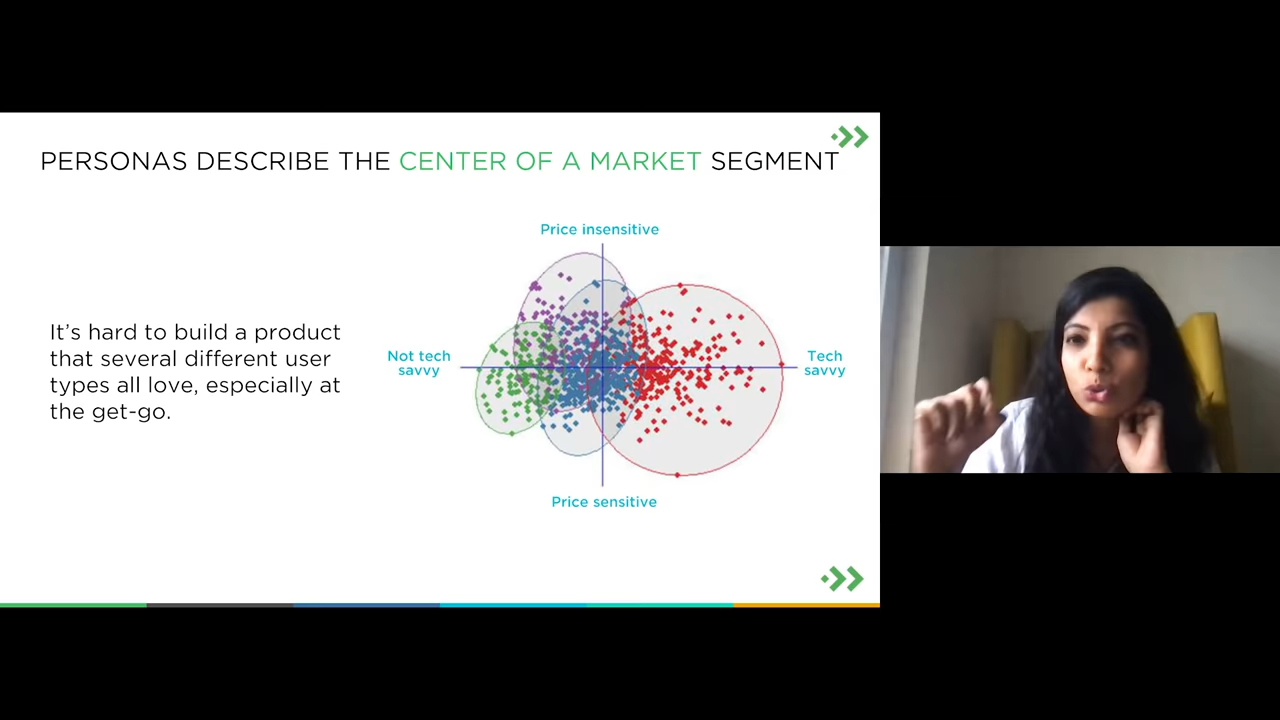 PERSONAS DESCRIBE THE CENTER OF A MARKET SEGMENT
Price insensitive
It's hard to build a product
that several different user
types all love, especially at
the get-go.
Not tech
savvy
Tech
savvy
Price sensitive